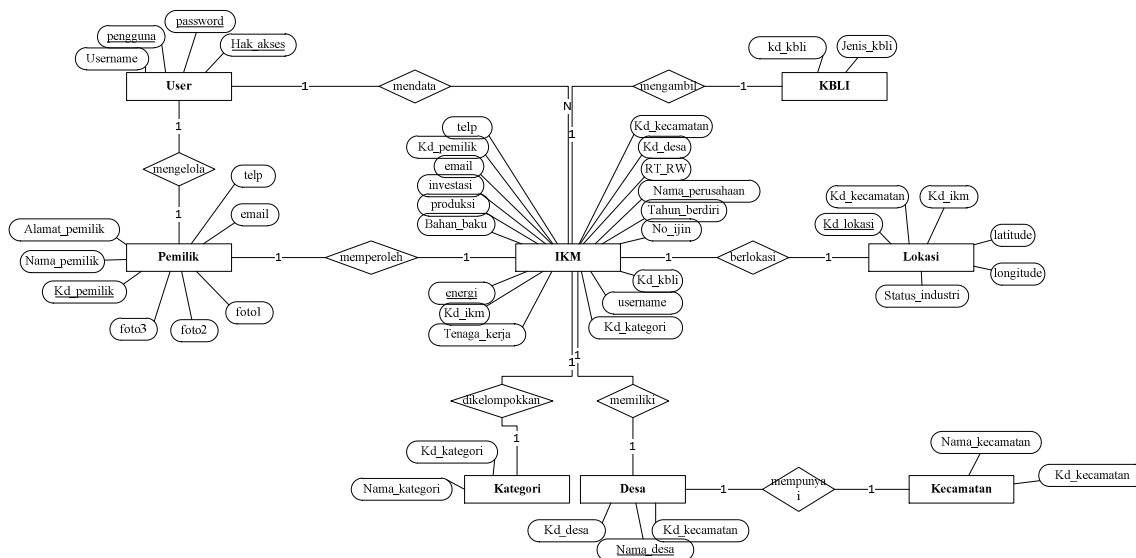 password
pengguna
Hak_akses
Username
User
1
mendata
N
kd_kbli
Jenis_kbli
KBLI
1
mengambil
1
1
mengelola
1
telp
email
Alamat_pemilik
Nama_pemilik
Kd_pemilik
Pemilik
foto3
foto2
foto1
1
memperoleh
1
telp
Kd_pemilik
email
investasi
produksi
Bahan_baku
Kd_kecamatan
Kd_desa
RT_RW
Nama_perusahaan
Tahun_berdiri
No_ijin
IKM
energi
Kd_ikm
Tenaga_kerja
Kd_kbli
username
Kd_kategori
1
berlokasi
1
Kd_kecamatan
Kd_ikm
Kd_lokasi
latitude
Lokasi
longitude
Status_industri
1
1
dikelompokkan
memiliki
1
1
Kd_kategori
Nama_kategori
Kategori
Desa
Kd_desa
Kd_kecamatan
Nama_desa
1
mempunya
i
1
Nama_kecamatan
Kd_kecamatan
Kecamatan